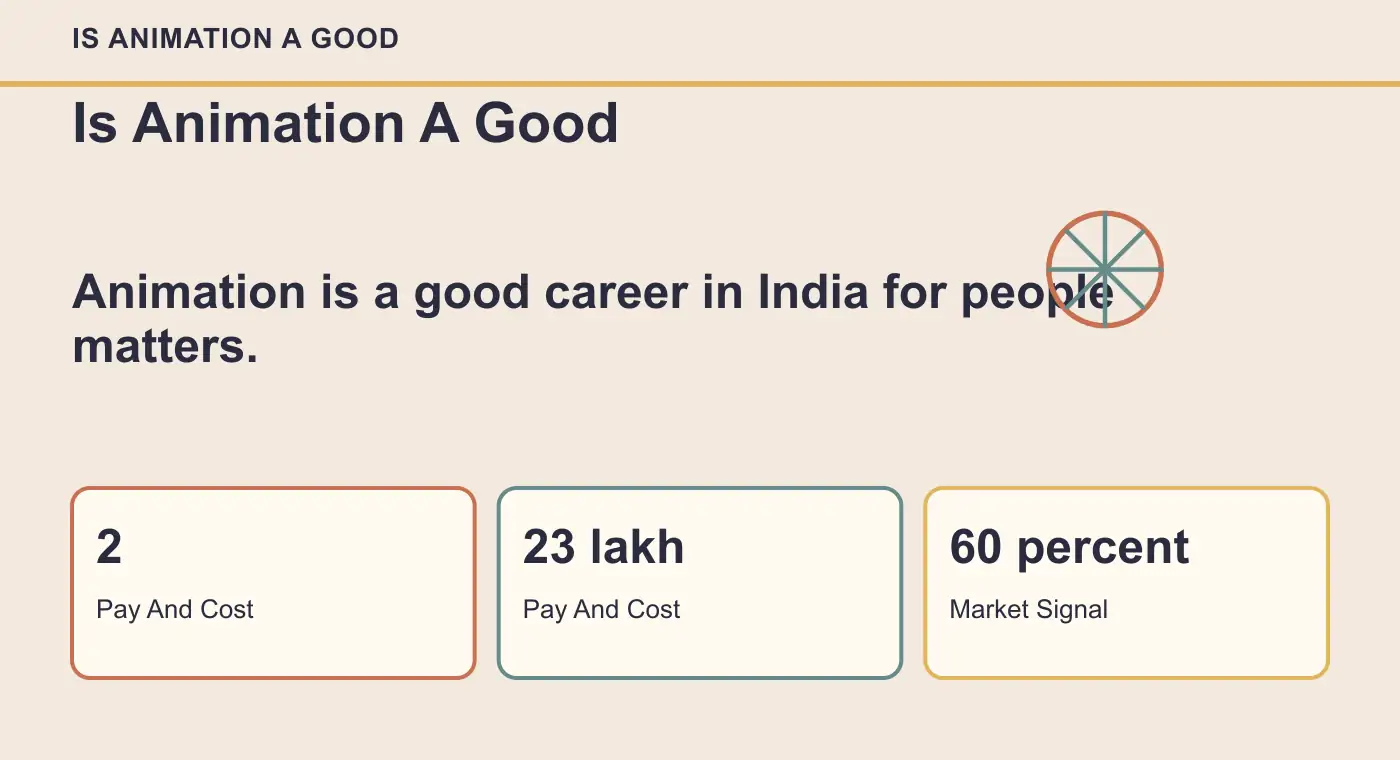 IS ANIMATION A GOOD
Is Animation A Good
Animation is a good career in India for people
matters.
2
Pay And Cost
23 lakh
Pay And Cost
60 percent
Market Signal